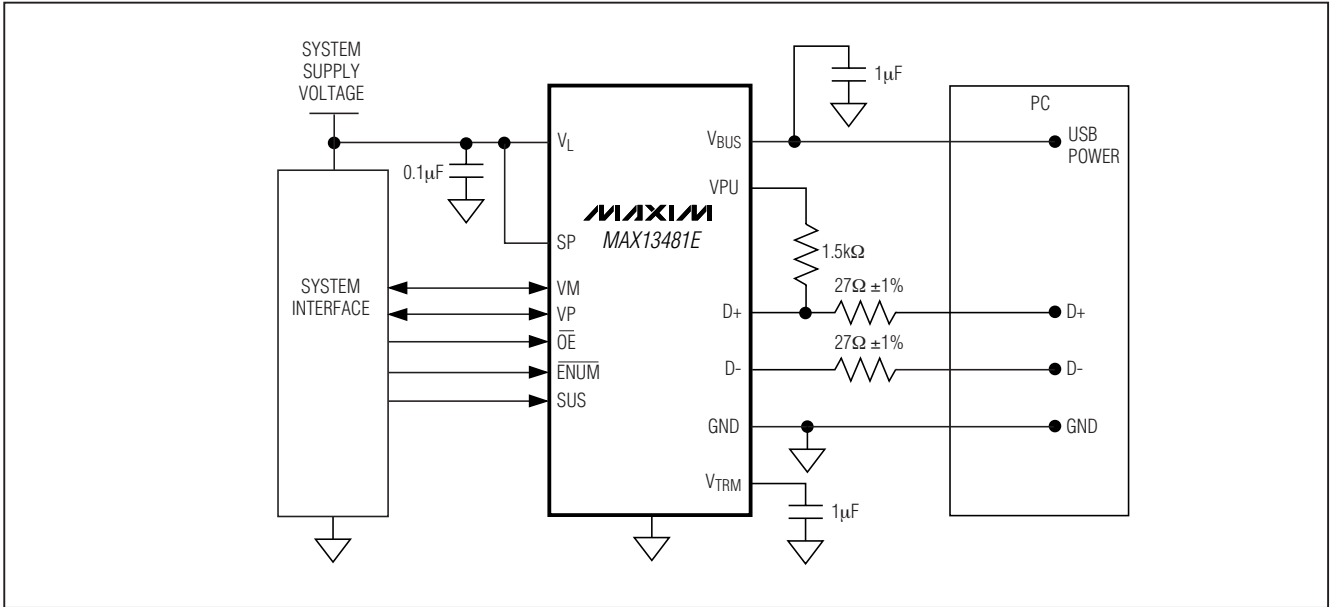 SYSTEM
SUPPLY
VOLTAGE
0.1µF
SYSTEM
INTERFACE
VL
SP
VM
VP
OE
ENUM
SUS
MAXIM
MAX13481E
VBUS
VPU
D+
D-
GND
VTRM
1µF
1.5kΩ
27Ω ±1%
27Ω ±1%
1µF
PC
USB
POWER
D+
D-
GND